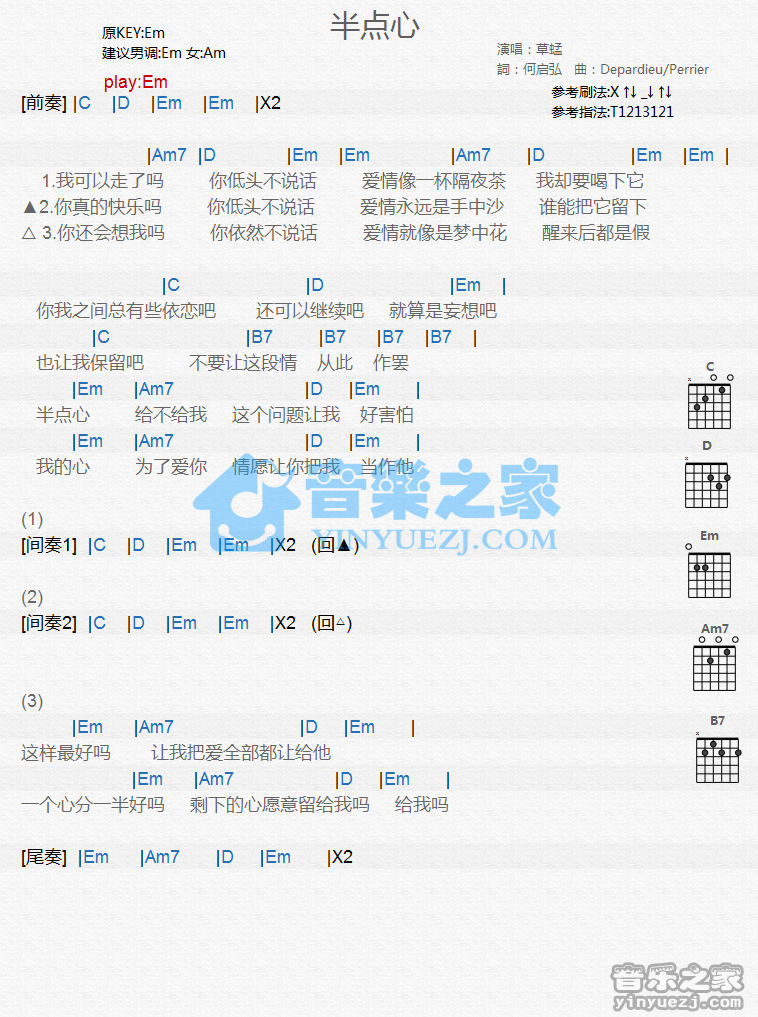 半点心
原KEY:Em
建议男调:Em 女:Am
演唱：草蜢
詞：何启弘 曲：Depardieu/Perrier
play:Em
参考刷法:X ↑↓ _↓ ↑↓
参考指法:T1213121
[前奏] |C |D |Em |Em |X2
|Am7 |D |Em |Em |Am7 |D |Em |Em |
1.我可以走了吗 你低头不说话 爱情像一杯隔夜茶 我却要喝下它
▲2.你真的快乐吗 你低头不说话 爱情永远是手中沙 谁能把它留下
△ 3.你还会想我吗 你依然不说话 爱情就像是梦中花 醒来后都是假
|C |D |Em |
你我之间总有些依恋吧 还可以继续吧 就算是妄想吧
|C |B7 |B7 |B7 |B7 |
也让我保留吧 不要让这段情 从此 作罢
|Em |Am7 |D |Em |
半点心 给不给我 这个问题让我 好害怕
|Em |Am7 |D |Em |
我的心 为了爱你 情愿让你把我 当作他
(1)
[间奏1] |C |D |Em |Em |X2 (回▲)
(2)
[间奏2] |C |D |Em |Em |X2 (回△)
(3)
|Em |Am7 |D |Em |
这样最好吗 让我把爱全部都让给他
|Em |Am7 |D |Em |
一个心分一半好吗 剩下的心愿意留给我吗 给我吗
[尾奏] |Em |Am7 |D |Em |X2
C
x
D
x
Em
Am7
B7
x
音樂之家
YINYUEZJ.COM
音乐之家
yinyuezj.com